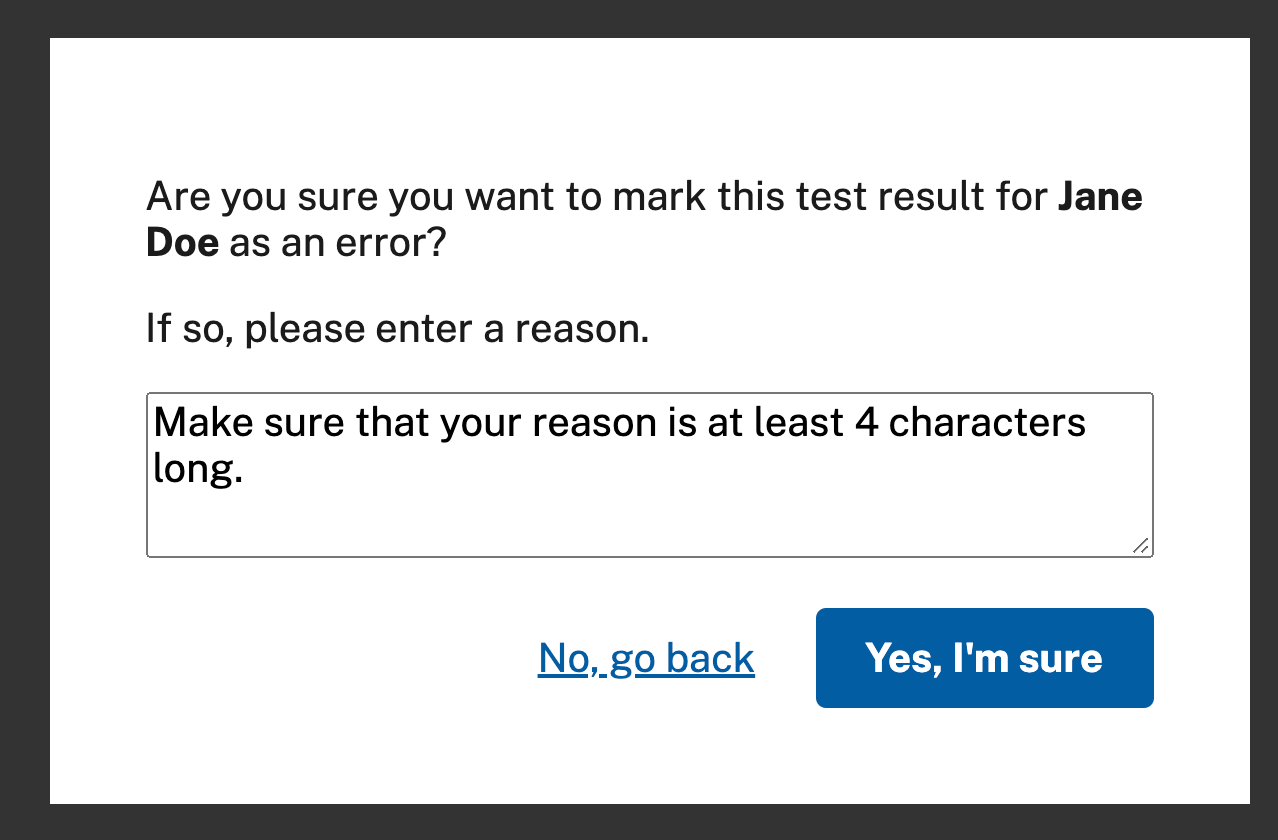 Are you sure you want to mark this test result for Jane
Doe as an error?
If so, please enter a reason.
Make sure that your reason is at least 4 characters
long.
No, go back
Yes, I'm sure